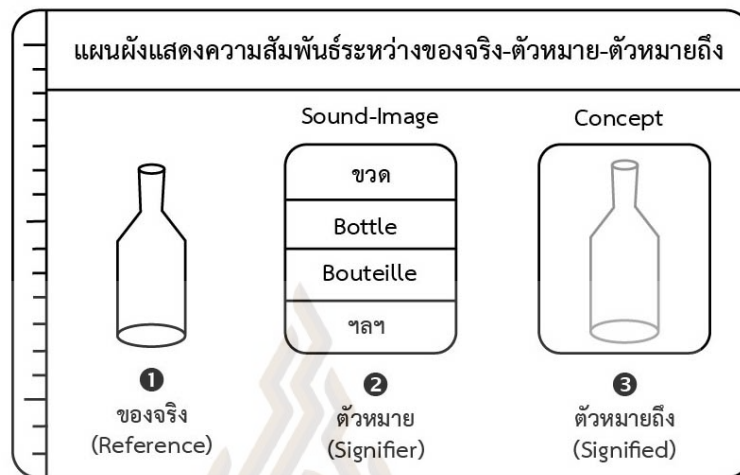 แผนผังแสดงความสัมพันธ์ระหว่างของจริง-ตัวหมาย-ตัวหมายถึง
Sound-Image
Concept
ขวด
Bottle
Bouteille
ฯลฯ
❶
ของจริง
(Reference)
❷
ตัวหมาย
(Signifier)
❸
ตัวหมายถึง
(Signified)